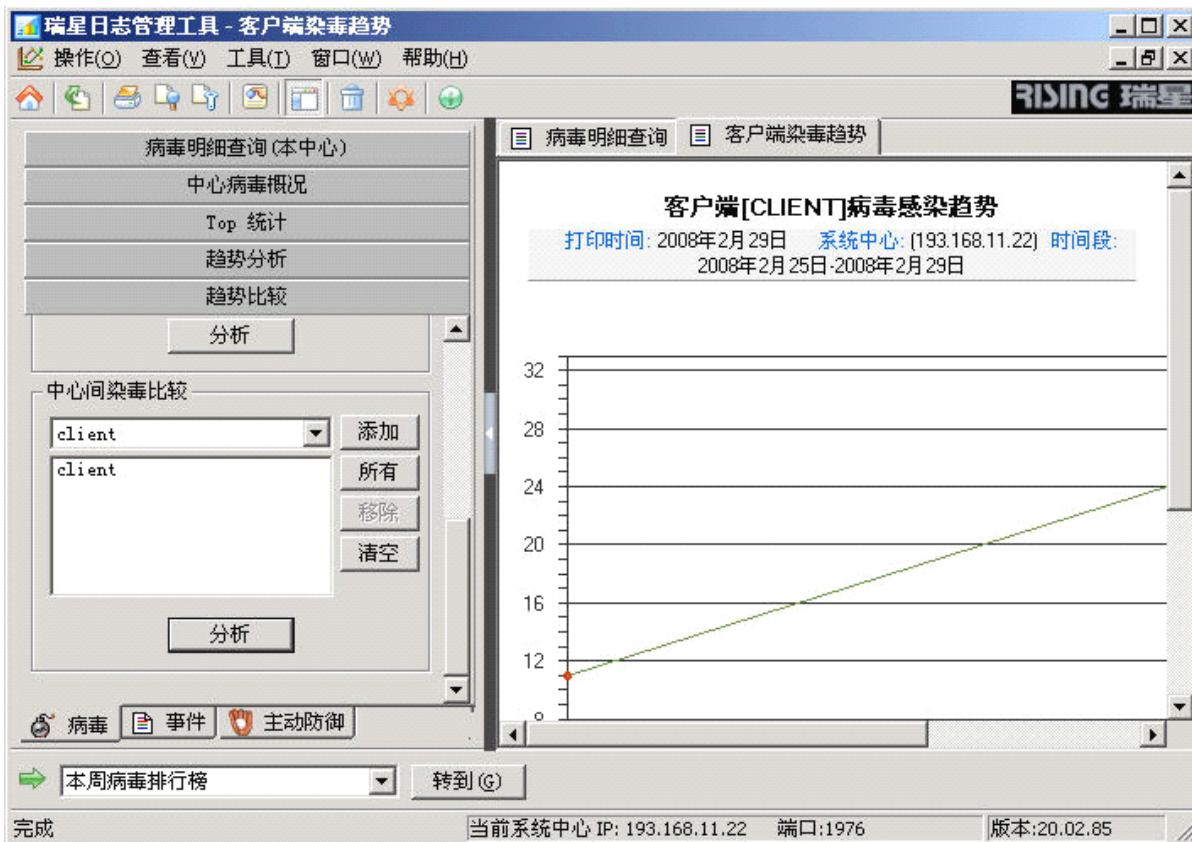 瑞星日志管理工具 - 客户端染毒趋势
操作(O) 查看(V) 工具(T) 窗口(W) 帮助(H)
RISING 瑞星
病毒明细查询(本中心)
中心病毒概况
Top 统计
趋势分析
趋势比较
分析
中心间染毒比较
client
添加
client
所有
移除
清空
分析
病毒 事件 主动防御
病毒明细查询 客户端染毒趋势
客户端[CLIENT]病毒感染趋势
打印时间: 2008年2月29日 系统中心: (193.168.11.22) 时间段:
2008年2月25日-2008年2月29日
32
28
24
20
16
12
8
本周病毒排行榜 转到(G)
完成 当前系统中心 IP: 193.168.11.22 端口:1976 版本:20.02.85